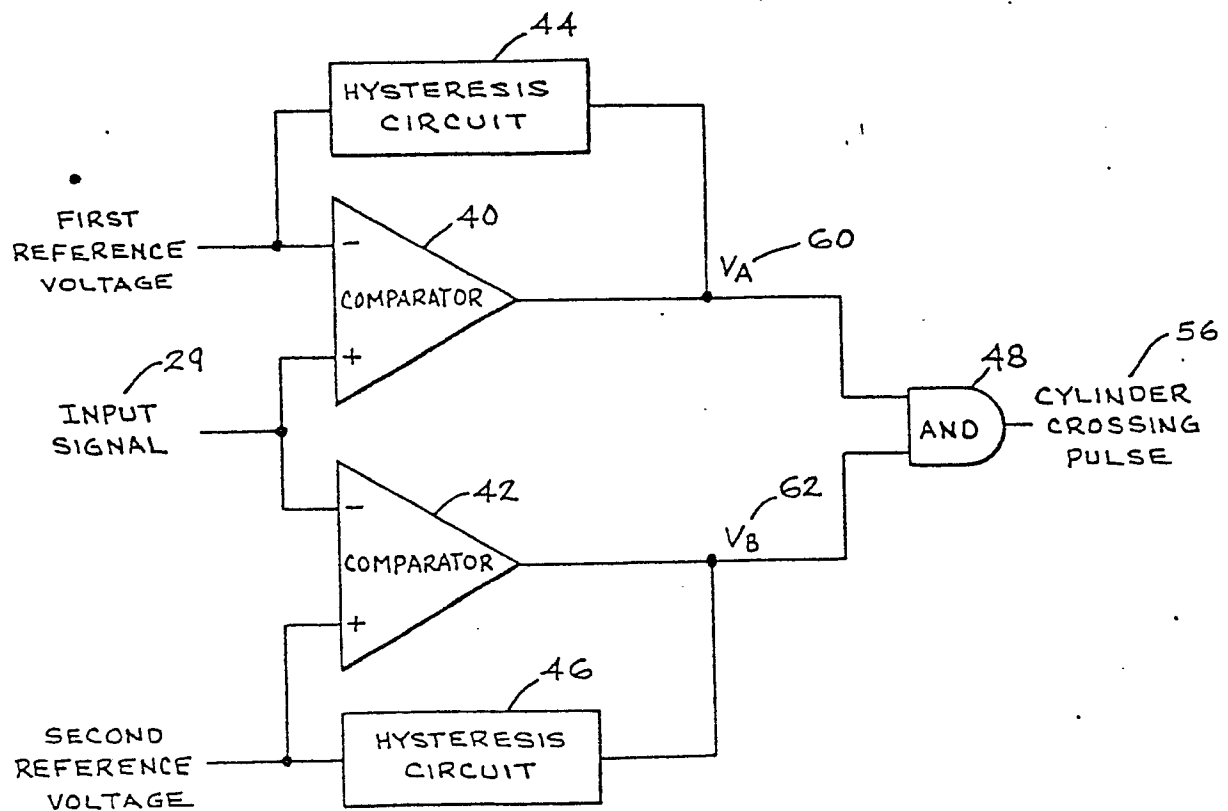 44
HYSTERESIS
CIRCUIT
FIRST
REFERENCE
VOLTAGE
-
40
COMPARATOR
+
VA
60
29
INPUT
SIGNAL
48
AND
56
CYLINDER
CROSSING
PULSE
-
42
COMPARATOR
+
VB
62
46
HYSTERESIS
CIRCUIT
SECOND
REFERENCE
VOLTAGE